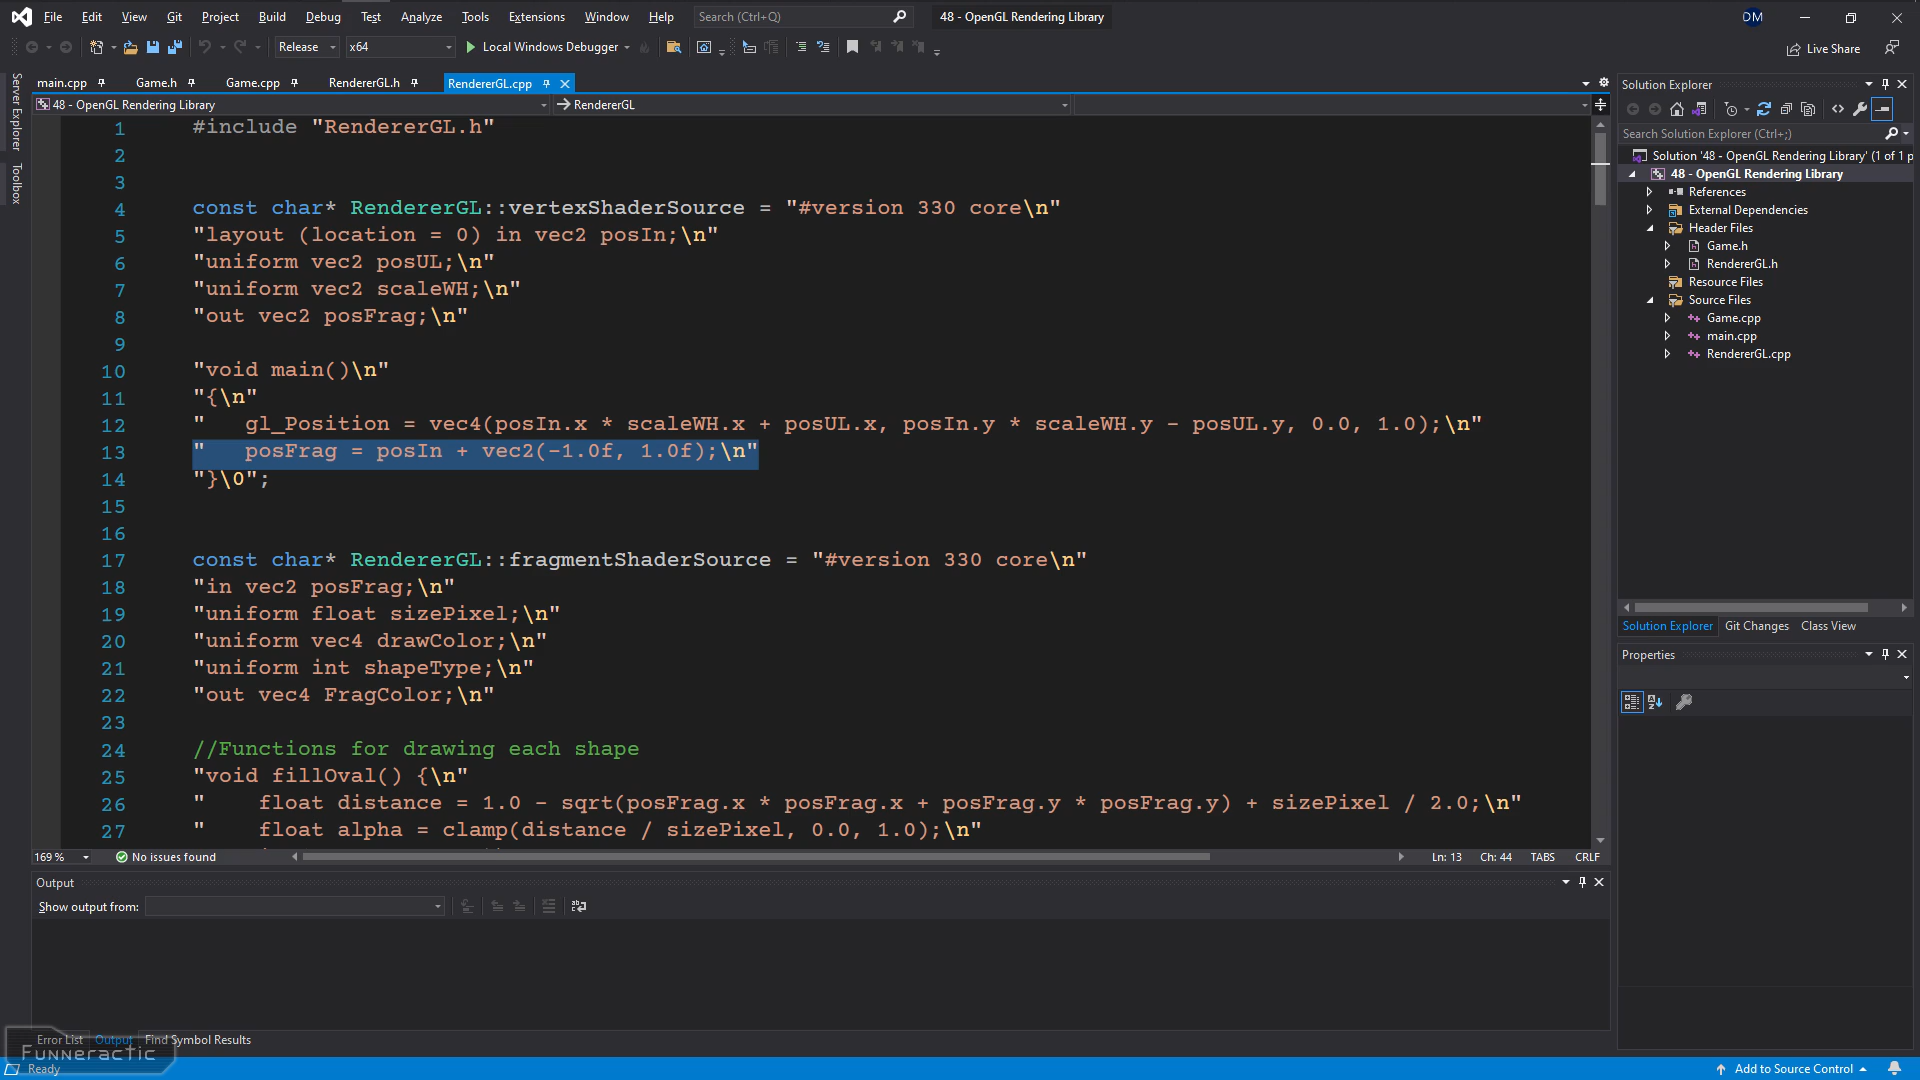 File Edit View Git Project Build Debug Test Analyze Tools Extensions Window Help Search (Ctrl+Q) 48 - OpenGL Rendering Library DM
Release x64 Local Windows Debugger Live Share
main.cpp Game.h Game.cpp RendererGL.h RendererGL.cpp
48 - OpenGL Rendering Library RendererGL
Server Explorer
Toolbox
1 #include "RendererGL.h"
2
3
4 const char* RendererGL::vertexShaderSource = "#version 330 core\n"
5 "layout (location = 0) in vec2 posIn;\n"
6 "uniform vec2 posUL;\n"
7 "uniform vec2 scaleWH;\n"
8 "out vec2 posFrag;\n"
9
10 "void main()\n"
11 "{\n"
12 "   gl_Position = vec4(posIn.x * scaleWH.x + posUL.x, posIn.y * scaleWH.y - posUL.y, 0.0, 1.0);\n"
13 "   posFrag = posIn + vec2(-1.0f, 1.0f);\n"
14 "}\0";
15
16
17 const char* RendererGL::fragmentShaderSource = "#version 330 core\n"
18 "in vec2 posFrag;\n"
19 "uniform float sizePixel;\n"
20 "uniform vec4 drawColor;\n"
21 "uniform int shapeType;\n"
22 "out vec4 FragColor;\n"
23
24 //Functions for drawing each shape
25 "void fillOval() {\n"
26 "    float distance = 1.0 - sqrt(posFrag.x * posFrag.x + posFrag.y * posFrag.y) + sizePixel / 2.0;\n"
27 "    float alpha = clamp(distance / sizePixel, 0.0, 1.0);\n"
169 % No issues found Ln: 13 Ch: 44 TABS CRLF
Output
Show output from:
Error List Output Find Symbol Results
Funneractic
Ready Add to Source Control
Solution Explorer
Search Solution Explorer (Ctrl+;)
Solution '48 - OpenGL Rendering Library' (1 of 1 p
48 - OpenGL Rendering Library
References
External Dependencies
Header Files
Game.h
RendererGL.h
Resource Files
Source Files
Game.cpp
main.cpp
RendererGL.cpp
Solution Explorer Git Changes Class View
Properties